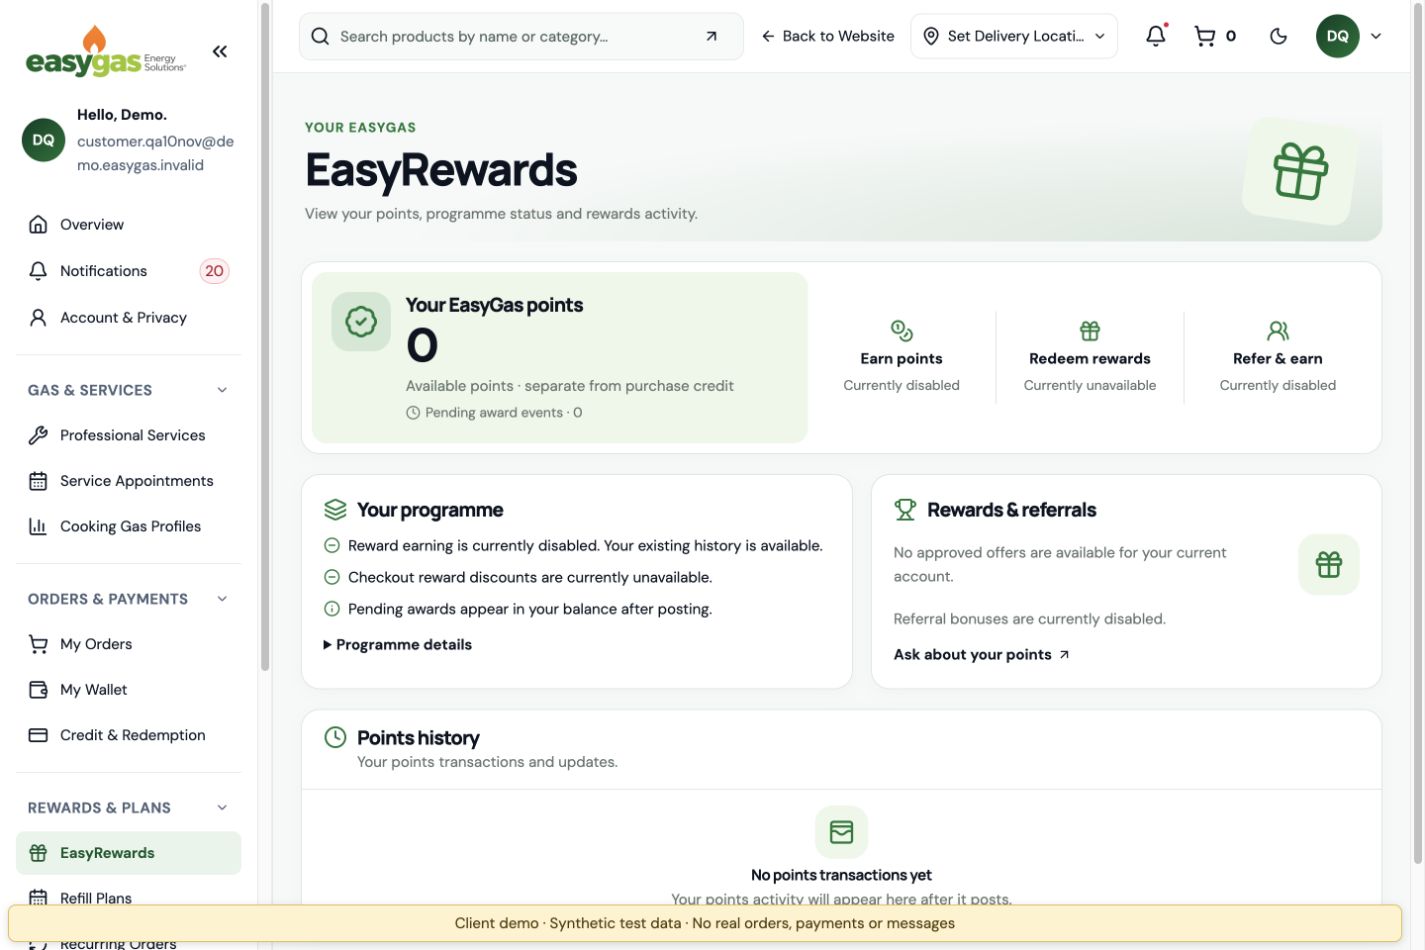 easygas Energy Solutions
Hello, Demo.
DQ
customer.qa10nov@de
mo.easygas.invalid
Overview
Notifications
20
Account & Privacy
GAS & SERVICES
Professional Services
Service Appointments
Cooking Gas Profiles
ORDERS & PAYMENTS
My Orders
My Wallet
Credit & Redemption
REWARDS & PLANS
EasyRewards
Refill Plans
Recurring Orders
Search products by name or category...
Back to Website
Set Delivery Locati...
0
DQ
YOUR EASYGAS
EasyRewards
View your points, programme status and rewards activity.
Your EasyGas points
0
Available points · separate from purchase credit
Pending award events · 0
Earn points
Currently disabled
Redeem rewards
Currently unavailable
Refer & earn
Currently disabled
Your programme
Reward earning is currently disabled. Your existing history is available.
Checkout reward discounts are currently unavailable.
Pending awards appear in your balance after posting.
Programme details
Rewards & referrals
No approved offers are available for your current
account.
Referral bonuses are currently disabled.
Ask about your points
Points history
Your points transactions and updates.
No points transactions yet
Your points activity will appear here after it posts.
Client demo · Synthetic test data · No real orders, payments or messages